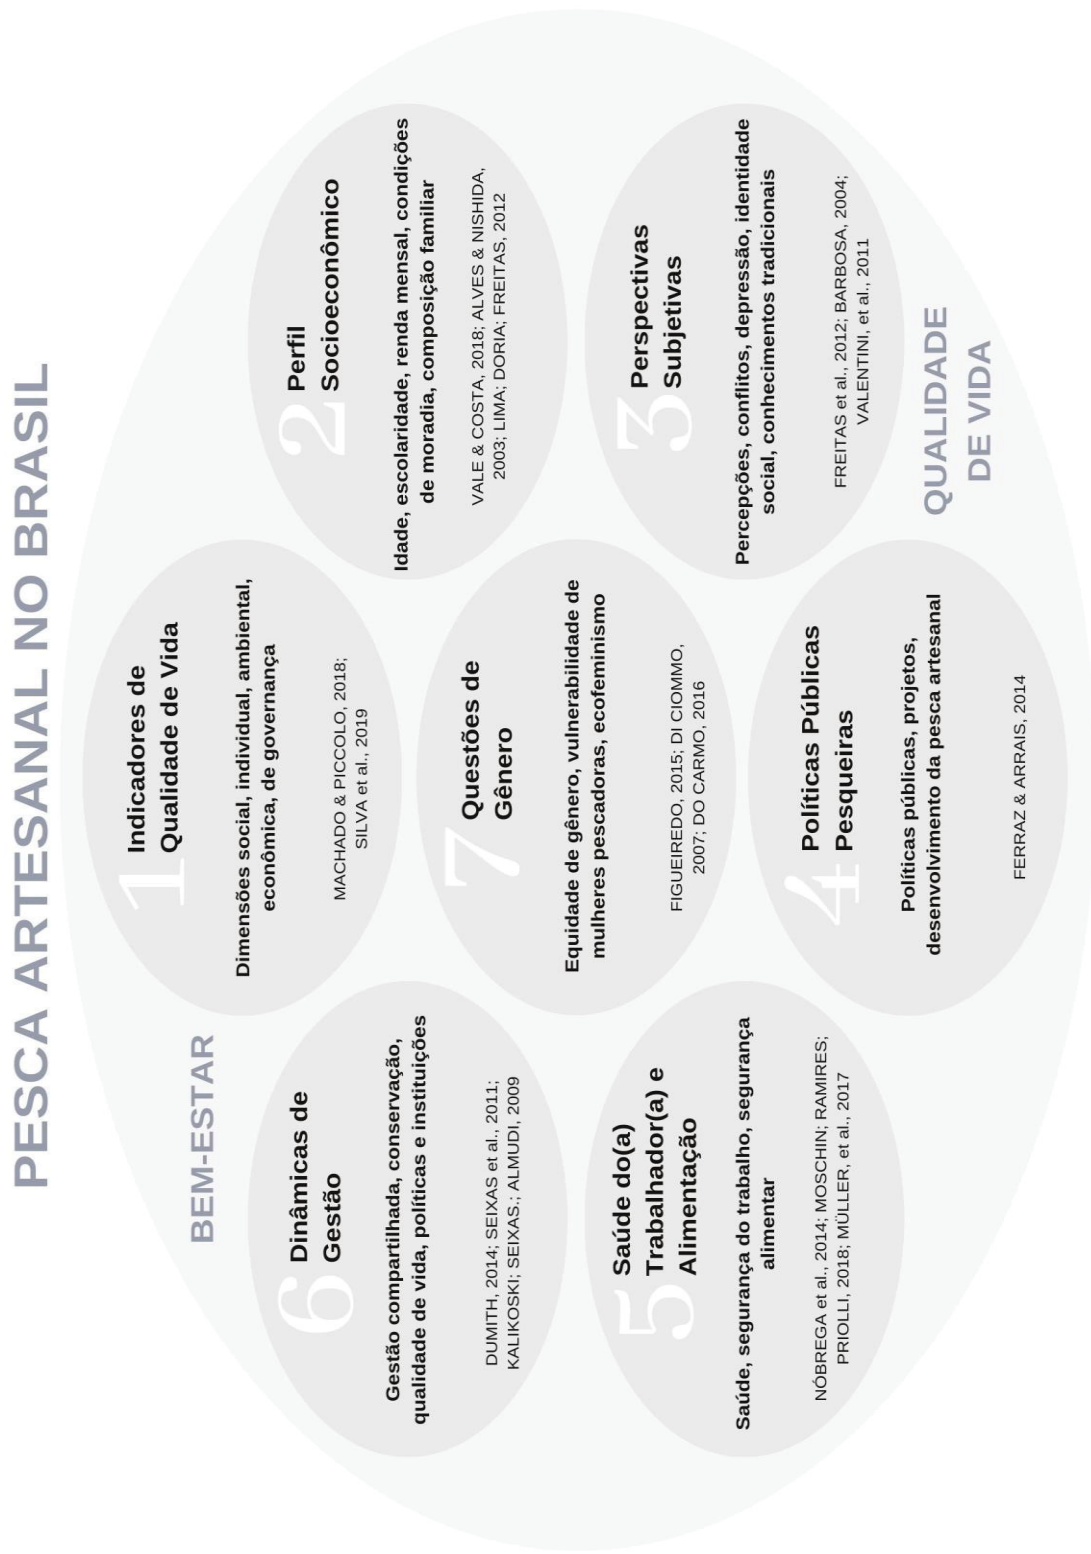 PESCA ARTESANAL NO BRASIL
BEM-ESTAR
1
Indicadores de
Qualidade de Vida
Dimensões social, individual, ambiental,
econômica, de governança
MACHADO & PICCOLO, 2018;
SILVA et al., 2019
2
Perfil
Socioeconômico
Idade, escolaridade, renda mensal, condições
de moradia, composição familiar
VALE & COSTA, 2018; ALVES & NISHIDA,
2003; LIMA; DORIA; FREITAS, 2012
3
Perspectivas
Subjetivas
Percepções, conflitos, depressão, identidade
social, conhecimentos tradicionais
FREITAS et al., 2012; BARBOSA, 2004;
VALENTINI, et al., 2011
4
Políticas Públicas
Pesqueiras
Políticas públicas, projetos,
desenvolvimento da pesca artesanal
FERRAZ & ARRAIS, 2014
5
Saúde do(a)
Trabalhador(a) e
Alimentação
Saúde, segurança do trabalho, segurança
alimentar
NÓBREGA et al., 2014; MOSCHIN; RAMIRES;
PRIOLLI, 2018; MÜLLER, et al., 2017
6
Dinâmicas de
Gestão
Gestão compartilhada, conservação,
qualidade de vida, políticas e instituições
DUMITH, 2014; SEIXAS et al., 2011;
KALIKOSKI; SEIXAS.; ALMUDI, 2009
7
Questões de
Gênero
Equidade de gênero, vulnerabilidade de
mulheres pescadoras, ecofeminismo
FIGUEIREDO, 2015; DI CIOMMO,
2007; DO CARMO, 2016
QUALIDADE
DE VIDA